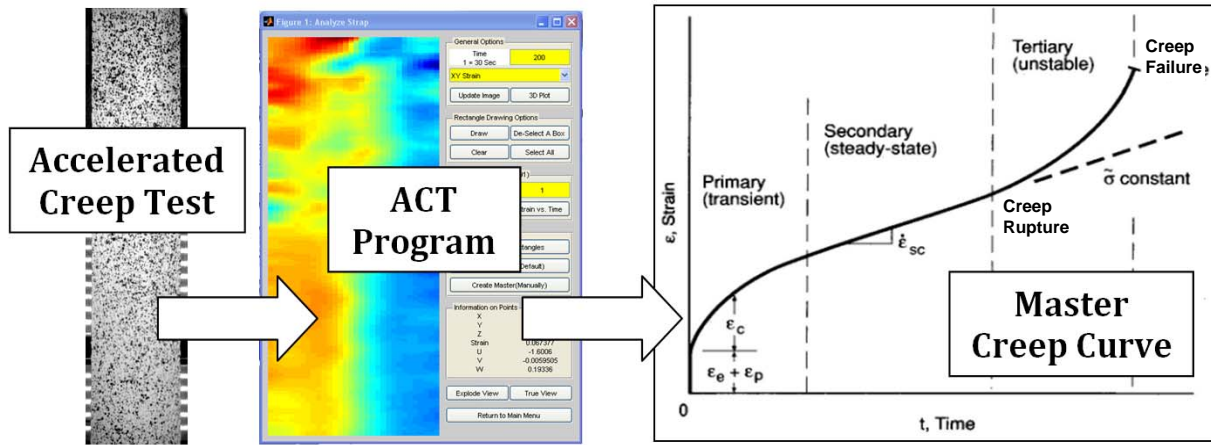 Accelerated
Creep Test
Figure 1: Analyze Strap
General Options
Time
1 = 30 Sec
200
XY Strain
Update Image
3D Plot
Rectangle Drawing Options
Draw
De-Select A Box
Clear
Select All
1
ACT
Program
Create Master(Manually)
Information on Points
X
Y
Z
Strain
0.067377
U
-1.6006
V
-0.0059505
W
0.19336
Explode View
True View
Return to Main Menu
ε, Strain
Primary
(transient)
Secondary
(steady-state)
Tertiary
(unstable)
Creep
Failure
σ̃ constant
Creep
Rupture
ε̇sc
εc
εe + εp
0
t, Time
Master
Creep Curve